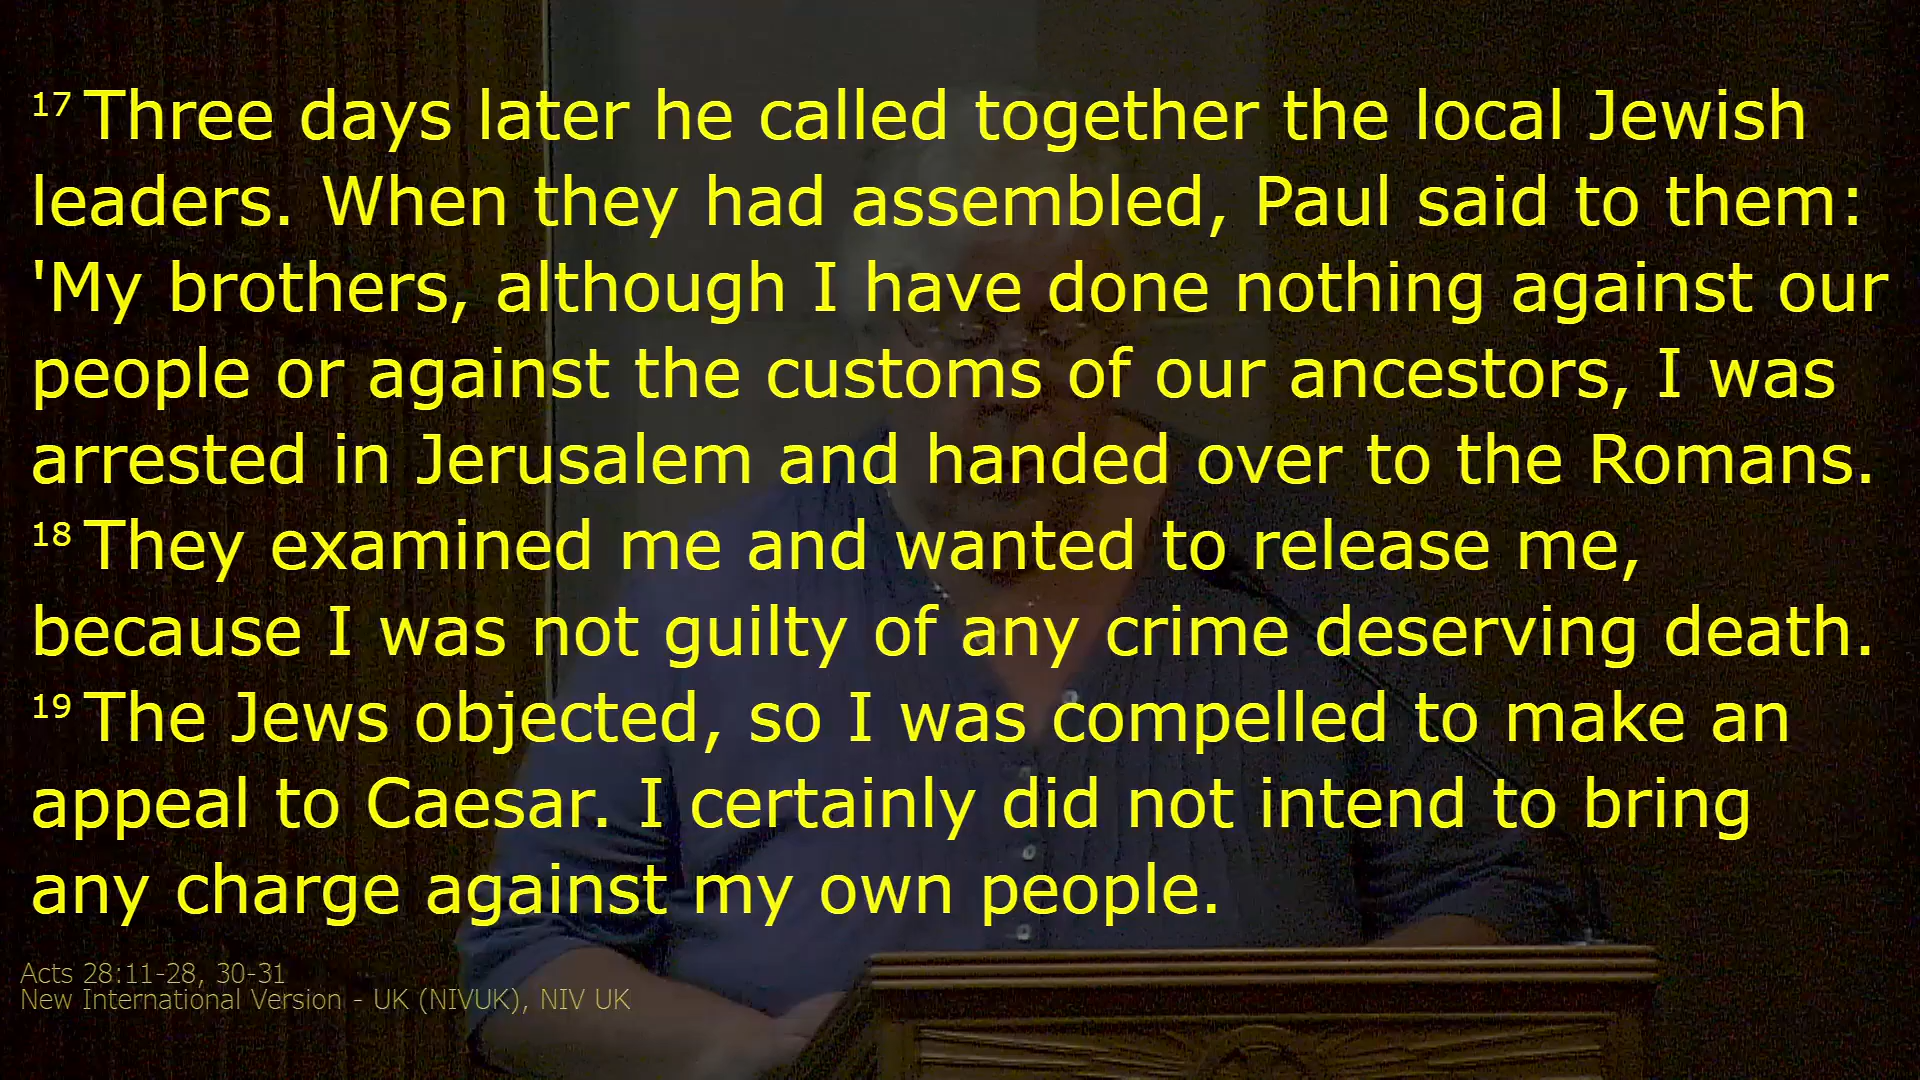 17 Three days later he called together the local Jewish
leaders. When they had assembled, Paul said to them:
'My brothers, although I have done nothing against our
people or against the customs of our ancestors, I was
arrested in Jerusalem and handed over to the Romans.
18 They examined me and wanted to release me,
because I was not guilty of any crime deserving death.
19 The Jews objected, so I was compelled to make an
appeal to Caesar. I certainly did not intend to bring
any charge against my own people.
Acts 28:11-28, 30-31
New International Version - UK (NIVUK), NIV UK